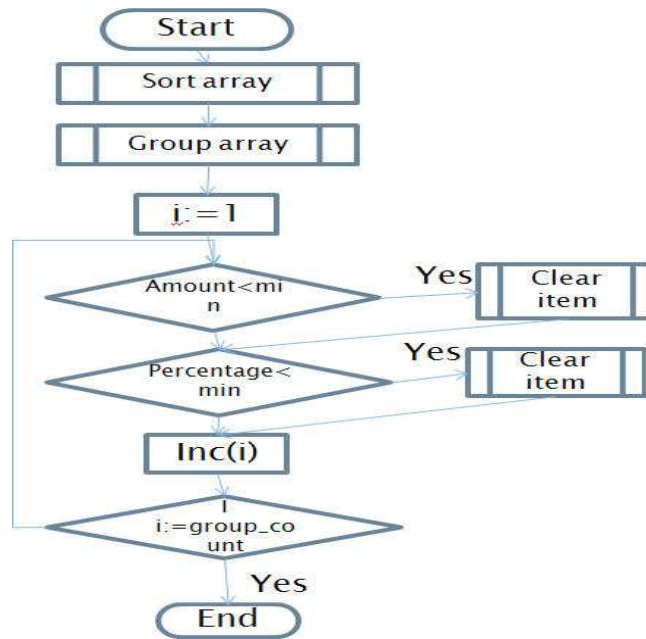 Start
Sort array
Group array
i:=1
Amount<mi
n
Yes
Clear
item
Percentage<
min
Yes
Clear
item
Inc(i)
I
i:=group_co
unt
Yes
End